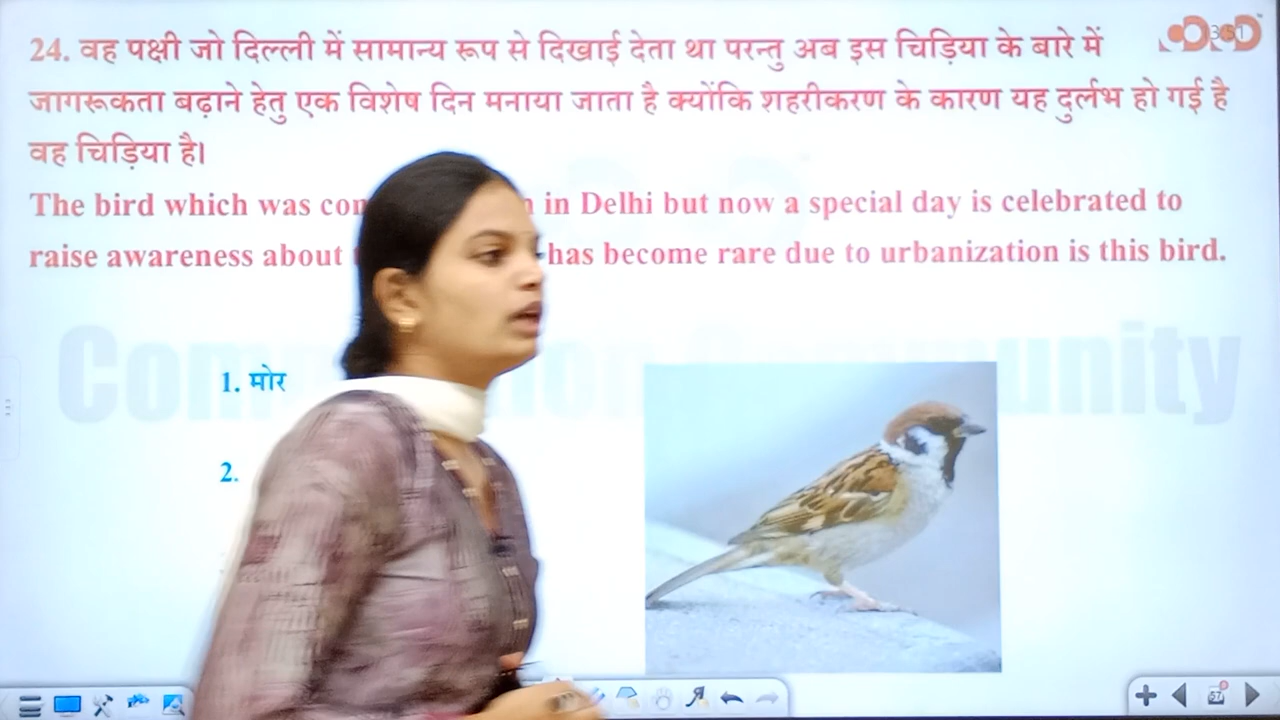 24. वह पक्षी जो दिल्ली में सामान्य रूप से दिखाई देता था परन्तु अब इस चिड़िया के बारे में
जागरूकता बढ़ाने हेतु एक विशेष दिन मनाया जाता है क्योंकि शहरीकरण के कारण यह दुर्लभ हो गई है
वह चिड़िया है।
The bird which was in Delhi but now a special day is celebrated to
raise awareness about has become rare due to urbanization is this bird.
1. मोर
2.
57